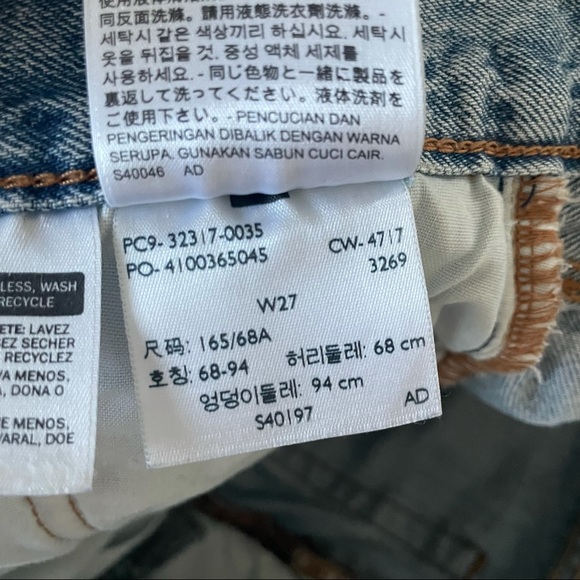 同反面洗滌. 請用液態洗衣劑洗滌. -
세탁시 같은 색상끼리 하십시요. 세탁시
옷을 뒤집을 것. 중성 액체 세제를
사용하세요. - 同じ色物と一緒に製品を
裏返して洗ってください。液体洗剤を
ご使用下さい。- PENCUCIAN DAN
PENGERINGAN DIBALIK DENGAN WARNA
SERUPA. GUNAKAN SABUN CUCI CAIR.
S40046 AD
PC9-32317-0035
PO-4100365045
CW-4717
3269
W27
尺码: 165/68A
호칭: 68-94
허리둘레: 68 cm
엉덩이둘레: 94 cm
S40197
AD
LESS, WASH
RECYCLE
ETE: LAVEZ
EZ SECHER
RECYCLEZ
VA MENOS,
A, DONA O
E MENOS,
VARAL, DOE